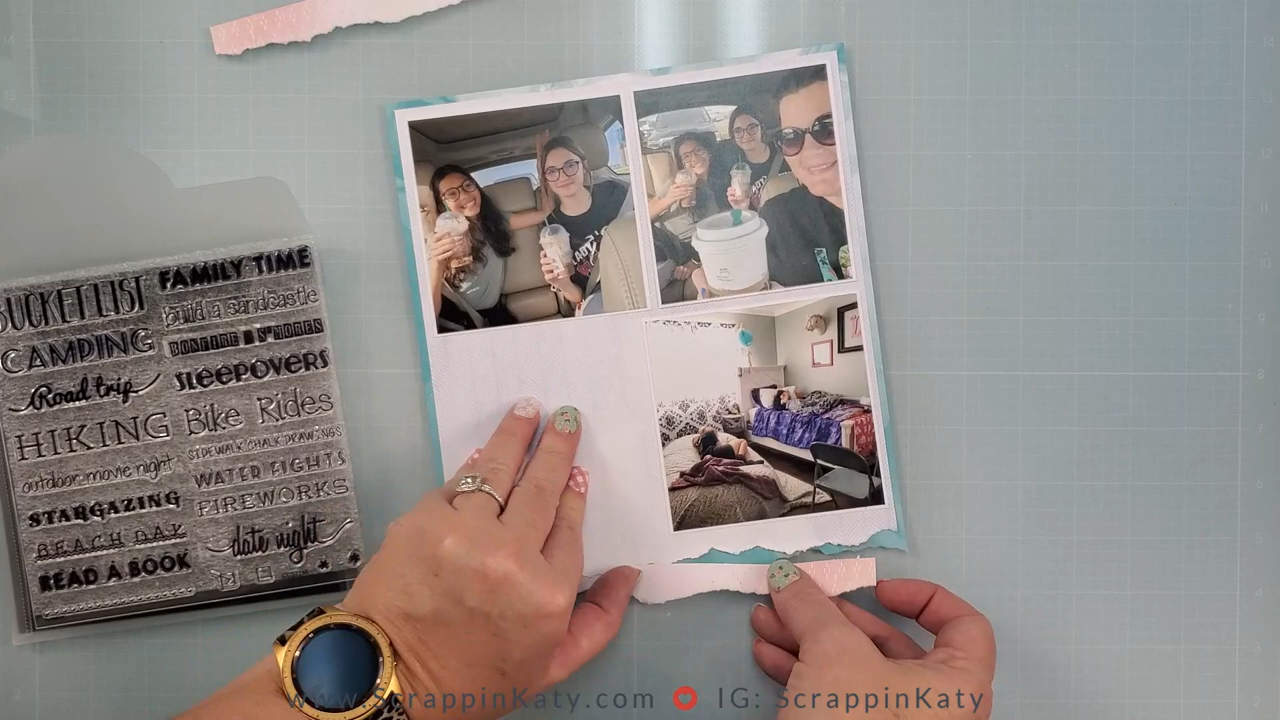 BUCKET LIST
CAMPING
Road trip
HIKING
outdoor movie night
STARGAZING
BEACH DAY
READ A BOOK
FAMILY TIME
build a sandcastle
BONFIRE & S'MORES
SLEEPOVERS
Bike Rides
SIDEWALK CHALK DRAWINGS
WATER FIGHTS
FIREWORKS
date night
www.ScrappinKaty.com IG: ScrappinKaty